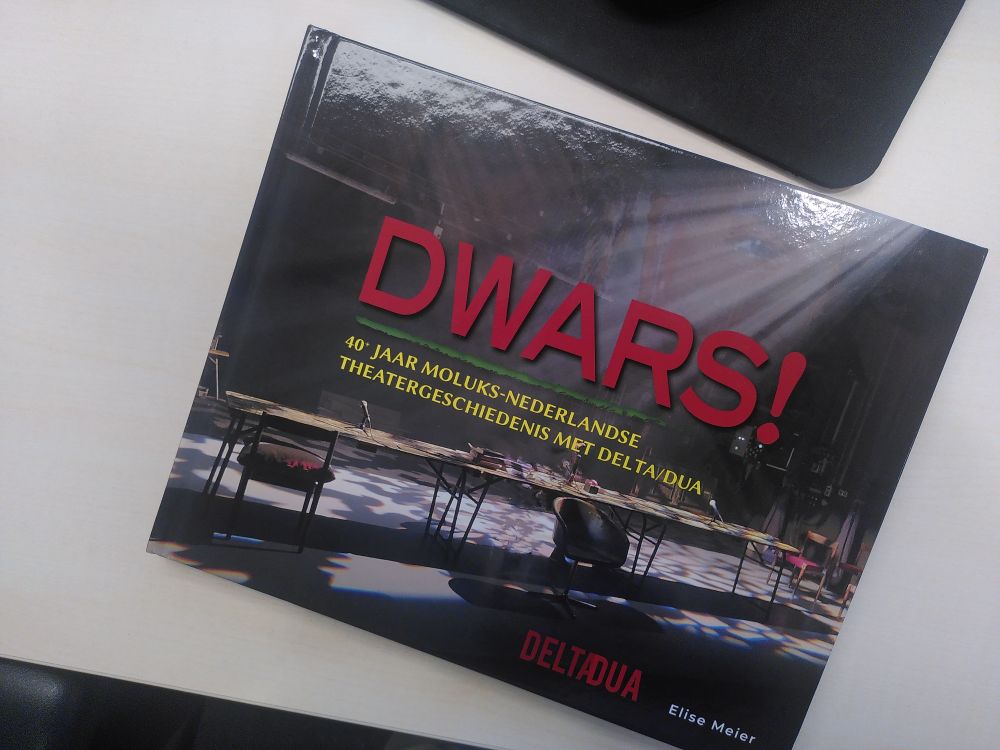 DWARS!
40+ JAAR MOLUKS-NEDERLANDSE
THEATERGESCHIEDENIS MET DELTA/DUA
DELTADUA
Elise Meier